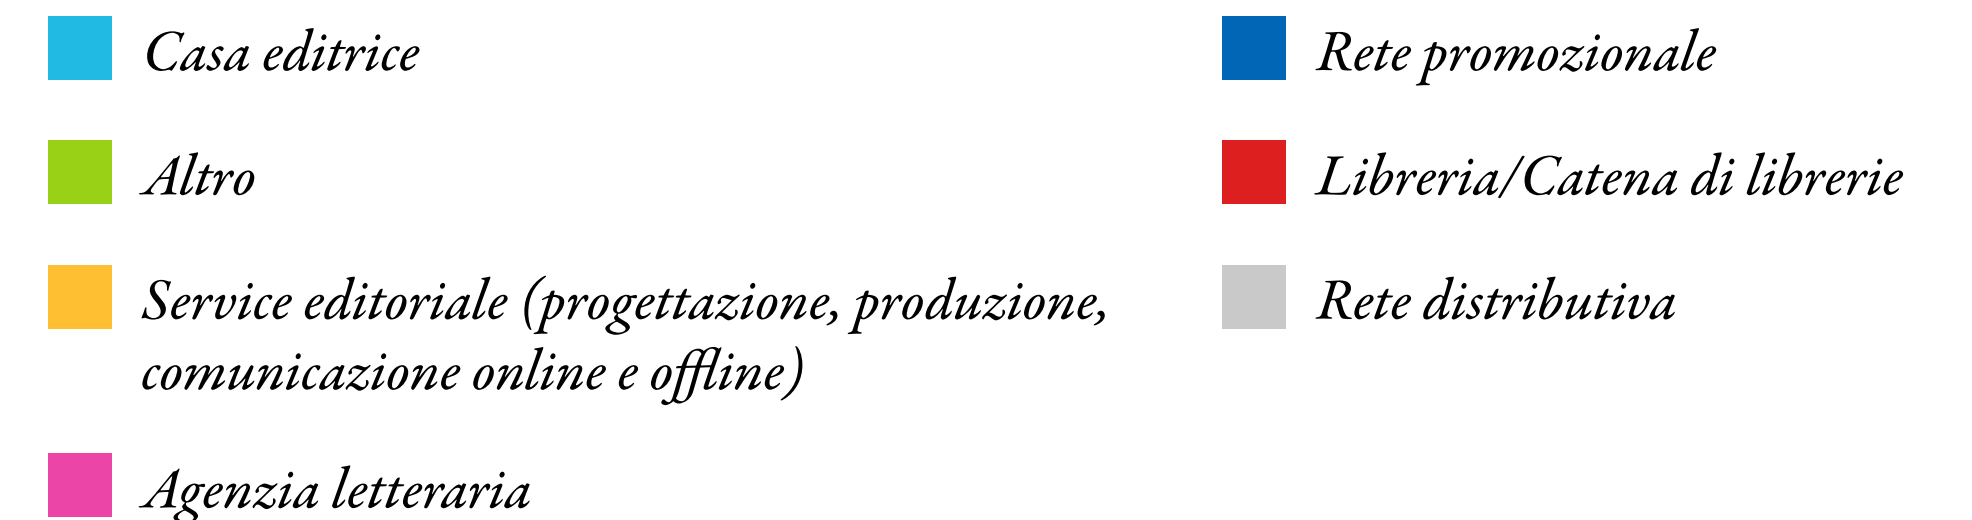 Casa editrice
Altro
Service editoriale (progettazione, produzione,
comunicazione online e offline)
Agenzia letteraria
Rete promozionale
Libreria/Catena di librerie
Rete distributiva